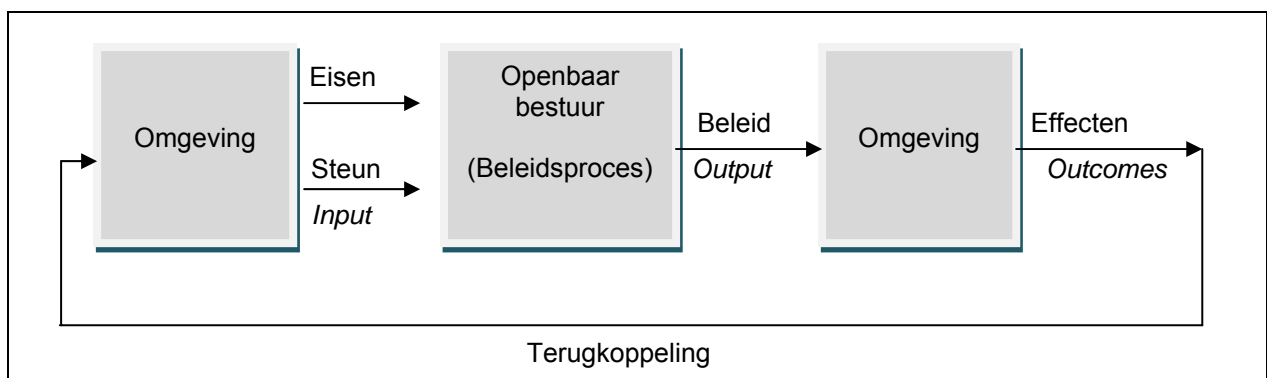 Omgeving
Eisen
Steun
Input
Openbaar
bestuur
(Beleidsproces)
Beleid
Output
Omgeving
Effecten
Outcomes
Terugkoppeling